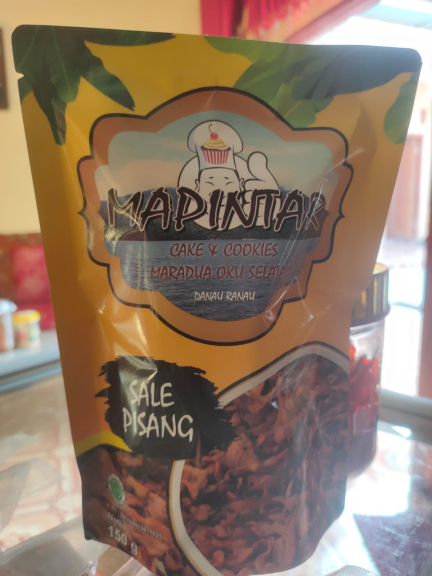 MAPINTAR
CAKE & COOKIES
MARADUA OKU SELATAN
DANAU RANAU
SALE
PISANG
150 g